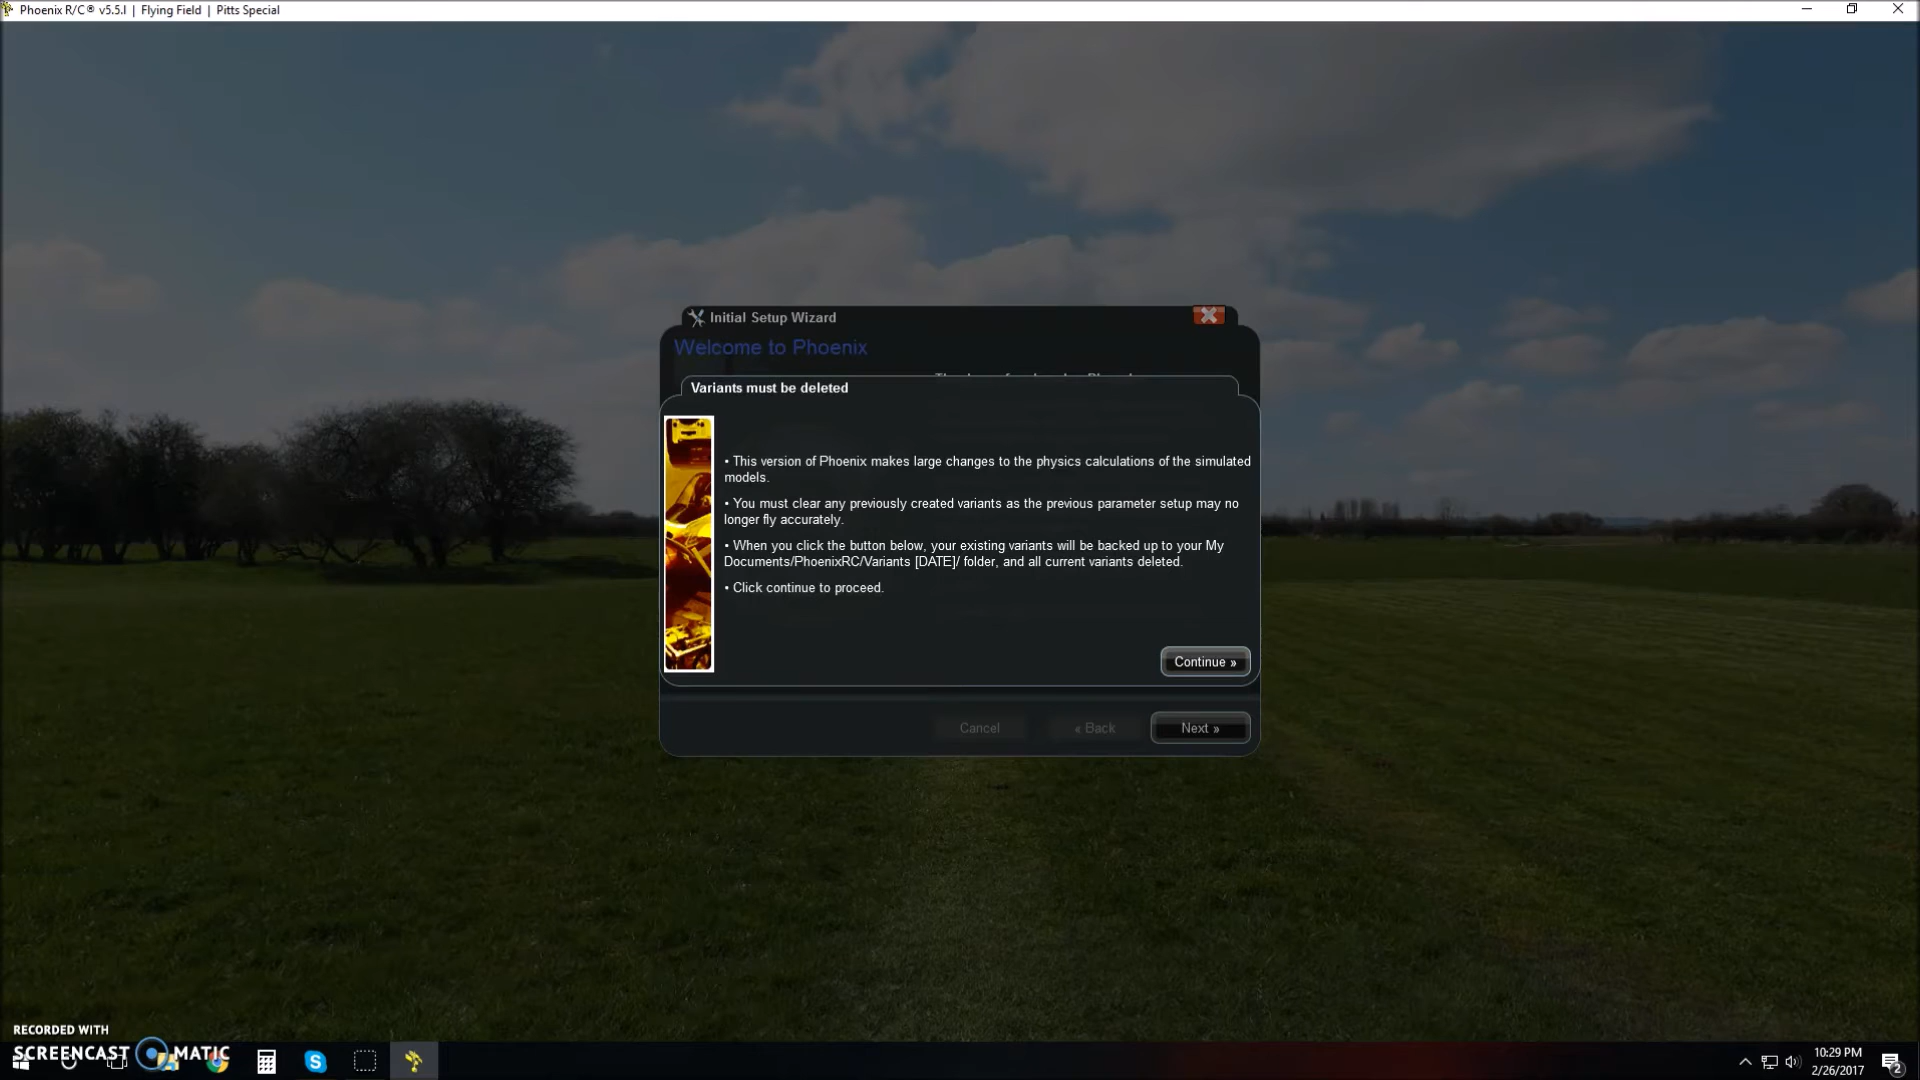 Phoenix R/C® v5.5.l | Flying Field | Pitts Special
Initial Setup Wizard
Welcome to Phoenix
Variants must be deleted
• This version of Phoenix makes large changes to the physics calculations of the simulated
models.
• You must clear any previously created variants as the previous parameter setup may no
longer fly accurately.
• When you click the button below, your existing variants will be backed up to your My
Documents/PhoenixRC/Variants [DATE]/ folder, and all current variants deleted.
• Click continue to proceed.
Continue »
Cancel
« Back
Next »
RECORDED WITH
SCREENCAST MATIC
10:29 PM
2/26/2017
2